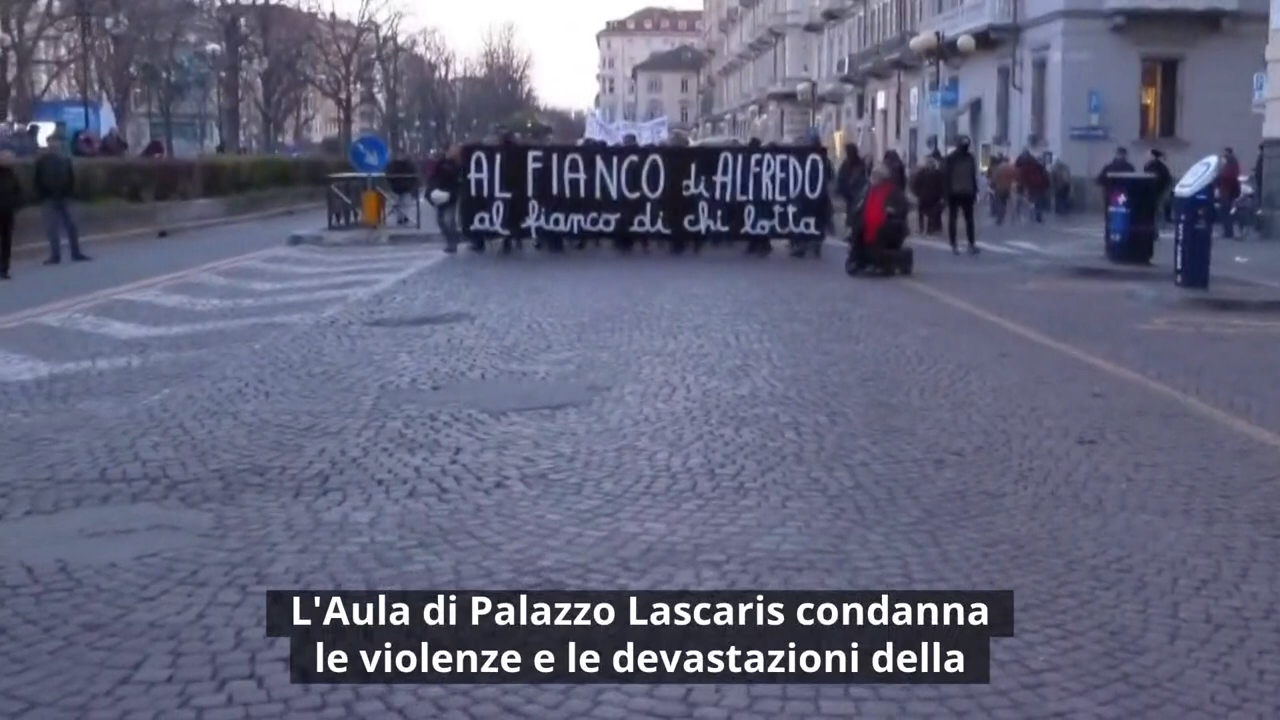 AL FIANCO di ALFREDO
al fianco di chi lotta
L'Aula di Palazzo Lascaris condanna
le violenze e le devastazioni della